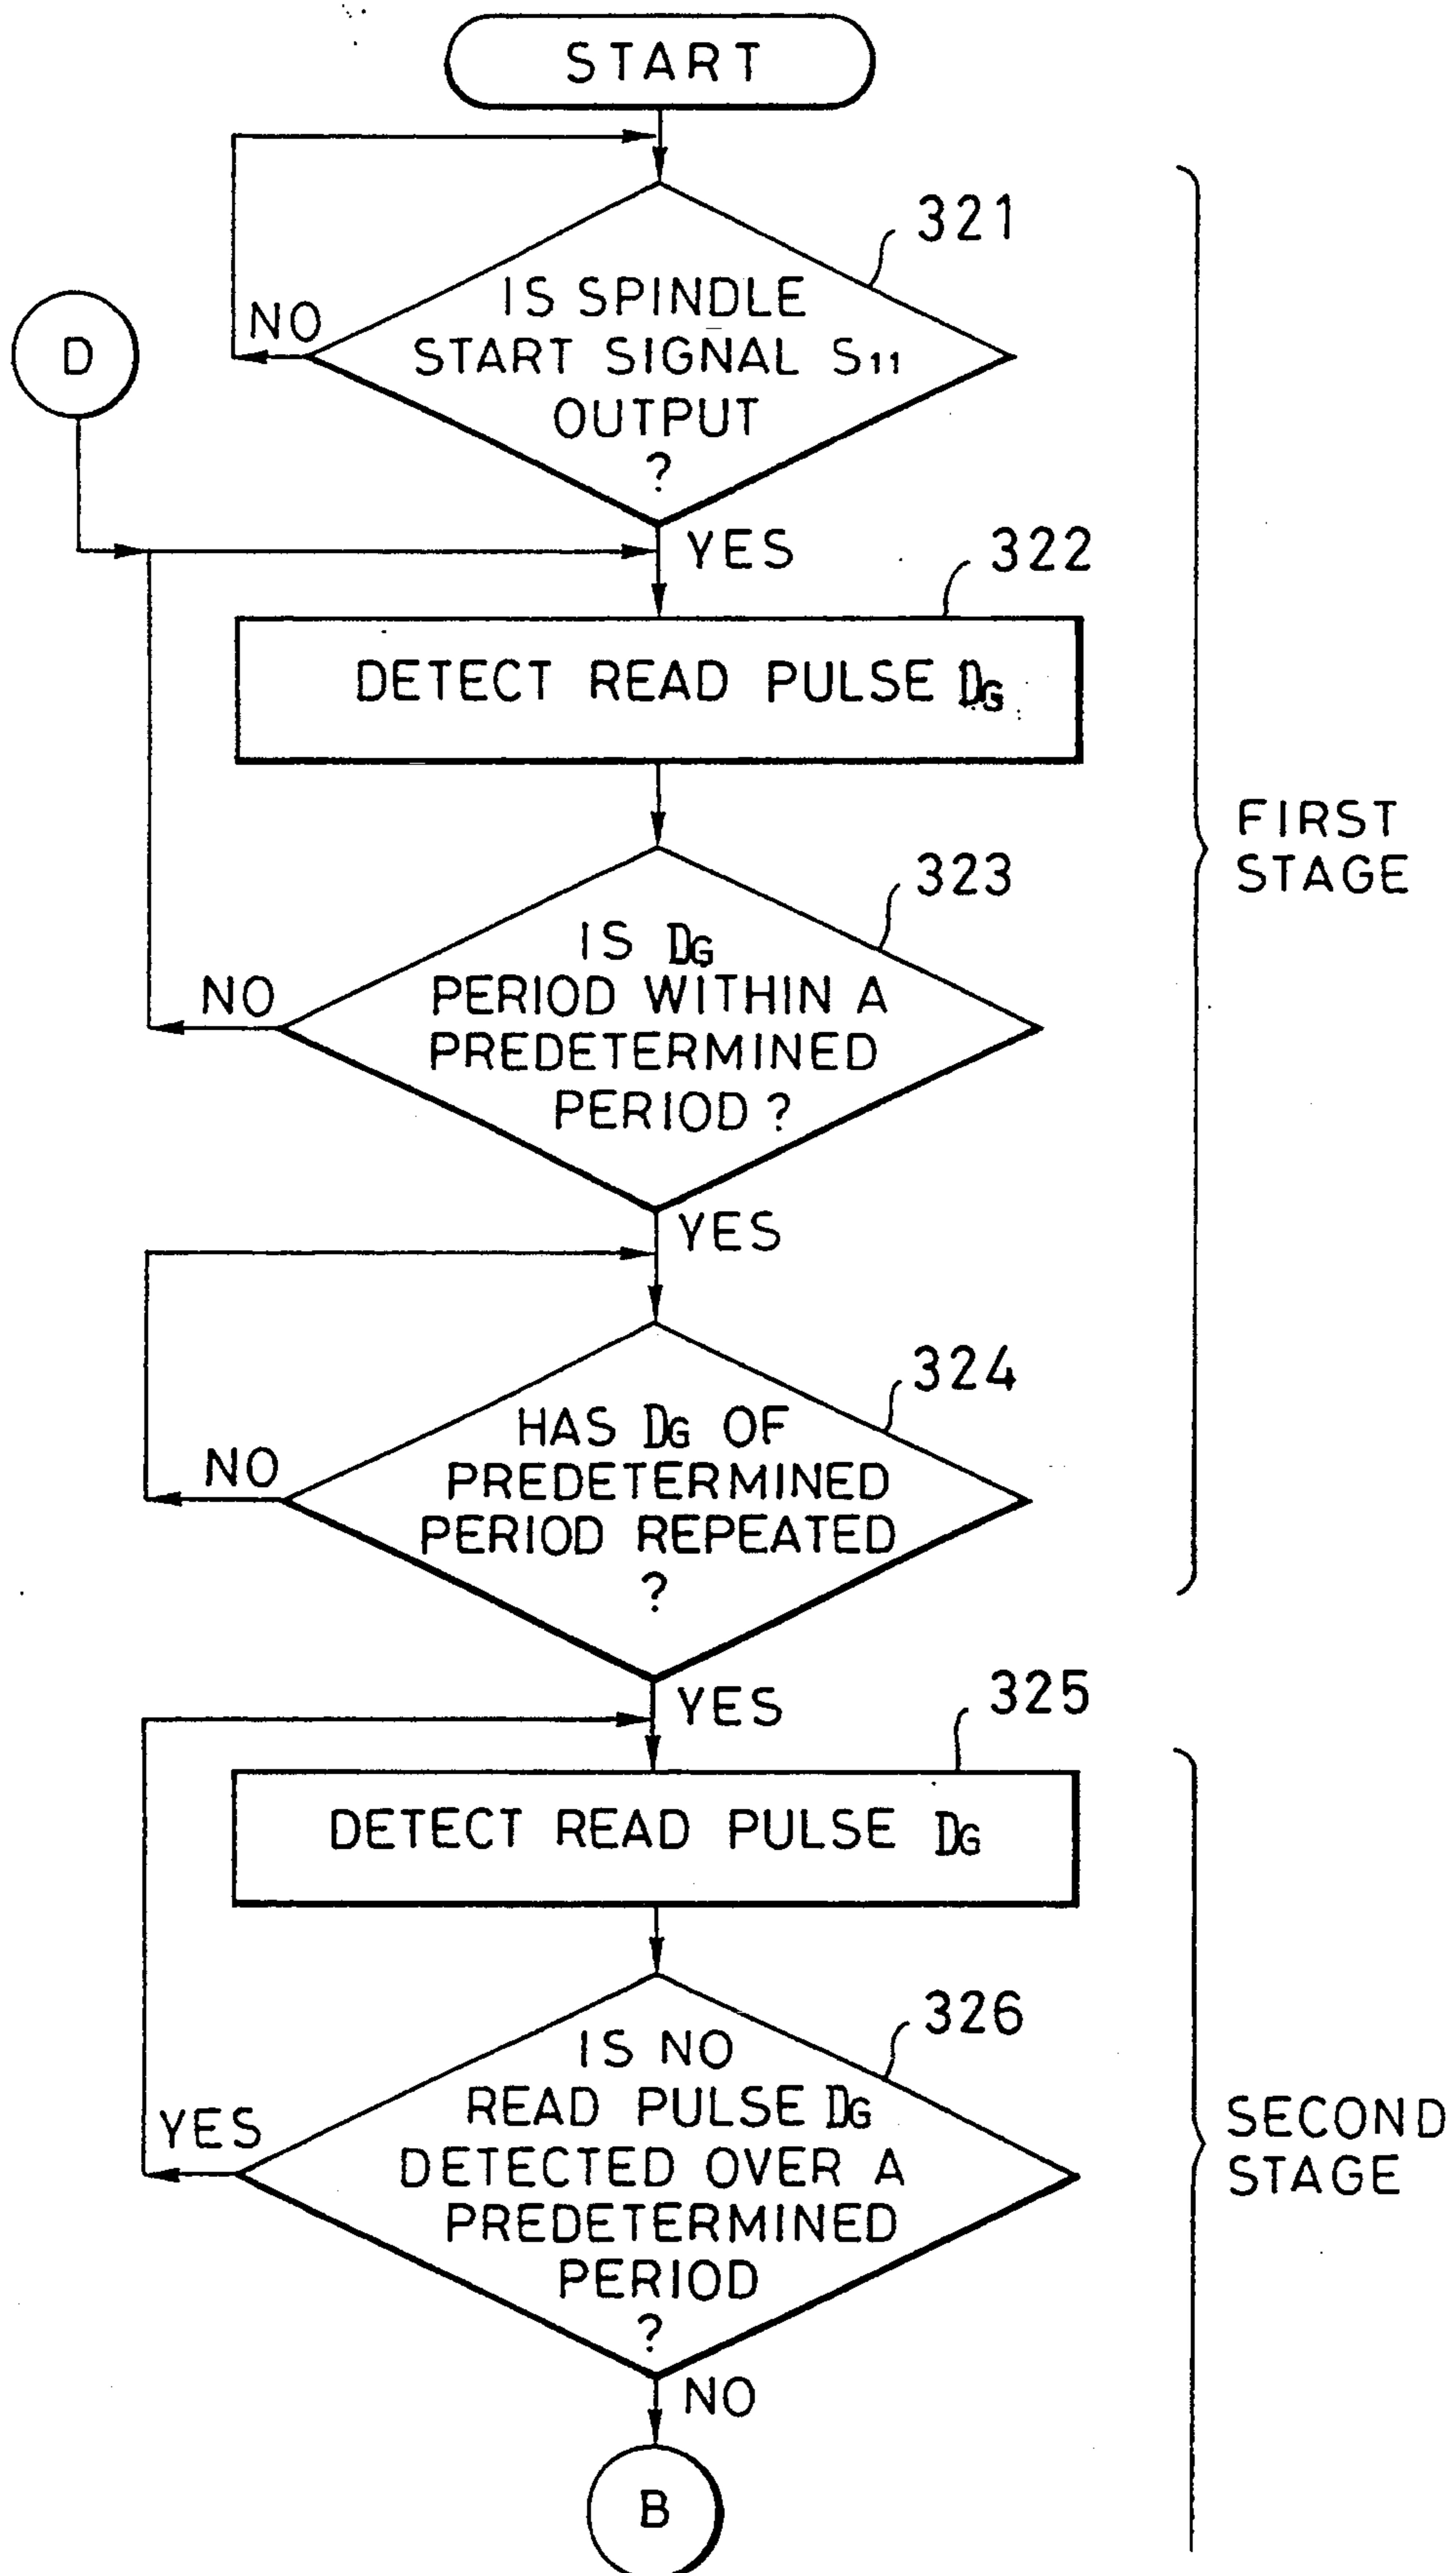 START
321
IS SPINDLE
START SIGNAL S11
OUTPUT
?
NO
D
YES
322
DETECT READ PULSE DG
323
IS DG
PERIOD WITHIN A
PREDETERMINED
PERIOD ?
NO
YES
FIRST
STAGE
324
HAS DG OF
PREDETERMINED
PERIOD REPEATED
?
NO
YES
325
DETECT READ PULSE DG
326
IS NO
READ PULSE DG
DETECTED OVER A
PREDETERMINED
PERIOD
?
YES
NO
SECOND
STAGE
B